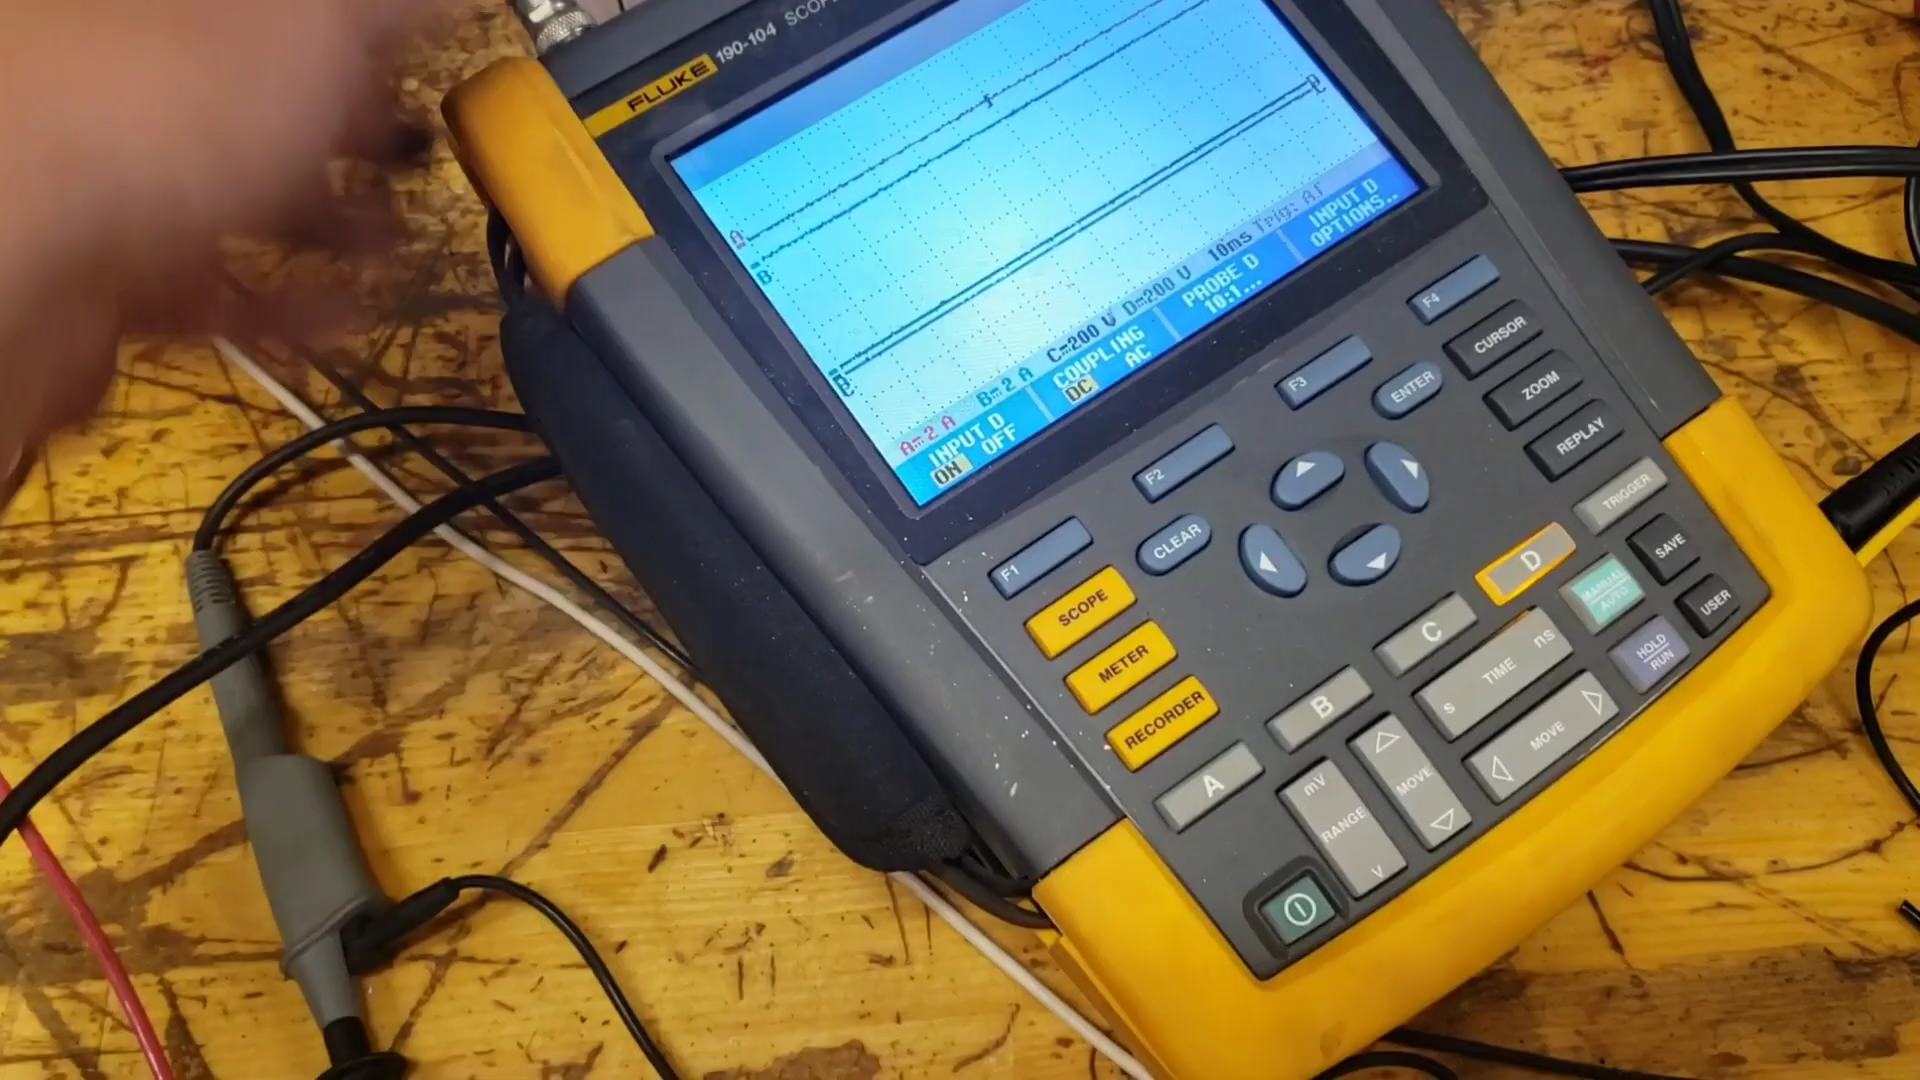 FLUKE 190-104
A
B
A 2 A B 2 A C 200 V D 200 V 10ms Trig: A
INPUT D
ON OFF
COUPLING
DC AC
PROBE D
10:1...
INPUT D
OPTIONS...
F1
F2
F3
F4
CLEAR
ENTER
CURSOR
ZOOM
REPLAY
SCOPE
METER
RECORDER
A
B
C
D
TRIGGER
SAVE
USER
MANUAL
AUTO
HOLD
RUN
s TIME ns
MOVE
mV
RANGE
V
MOVE